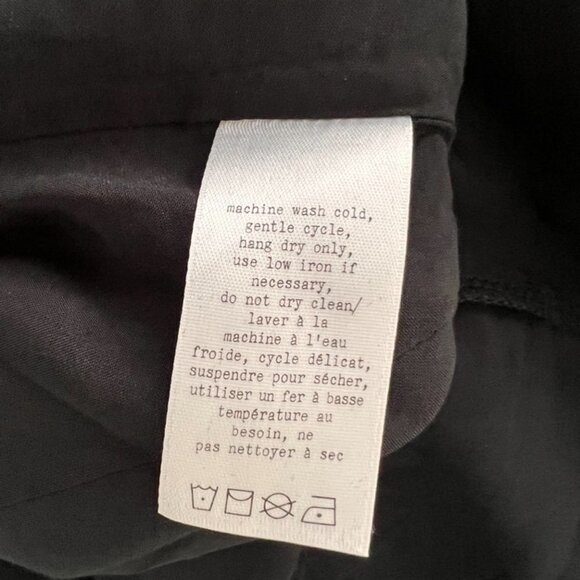 machine wash cold,
gentle cycle,
hang dry only,
use low iron if
necessary,
do not dry clean/
laver à la
machine à l'eau
froide, cycle délicat,
suspendre pour sécher,
utiliser un fer à basse
température au
besoin, ne
pas nettoyer à sec